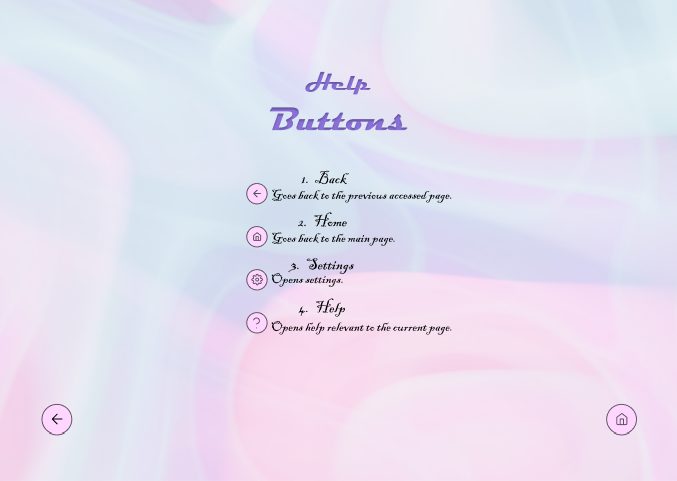 Help
Buttons
1. Back
Goes back to the previous accessed page.
2. Home
Goes back to the main page.
3. Settings
Opens settings.
4. Help
Opens help relevant to the current page.